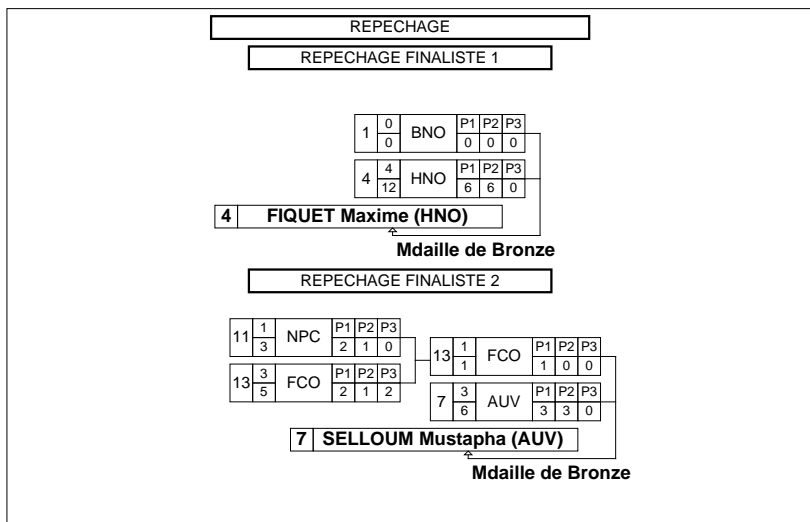 REPECHAGE
REPECHAGE FINALISTE 1
1 0 BNO P1 P2 P3
0 0 0 0
4 4 HNO P1 P2 P3
12 6 6 0
4 FIQUET Maxime (HNO)
Mdaille de Bronze
REPECHAGE FINALISTE 2
11 1 NPC P1 P2 P3
3 2 1 0
13 3 FCO P1 P2 P3
5 2 1 2
13 1 FCO P1 P2 P3
1 1 0 0
7 3 AUV P1 P2 P3
6 3 3 0
7 SELLOUM Mustapha (AUV)
Mdaille de Bronze